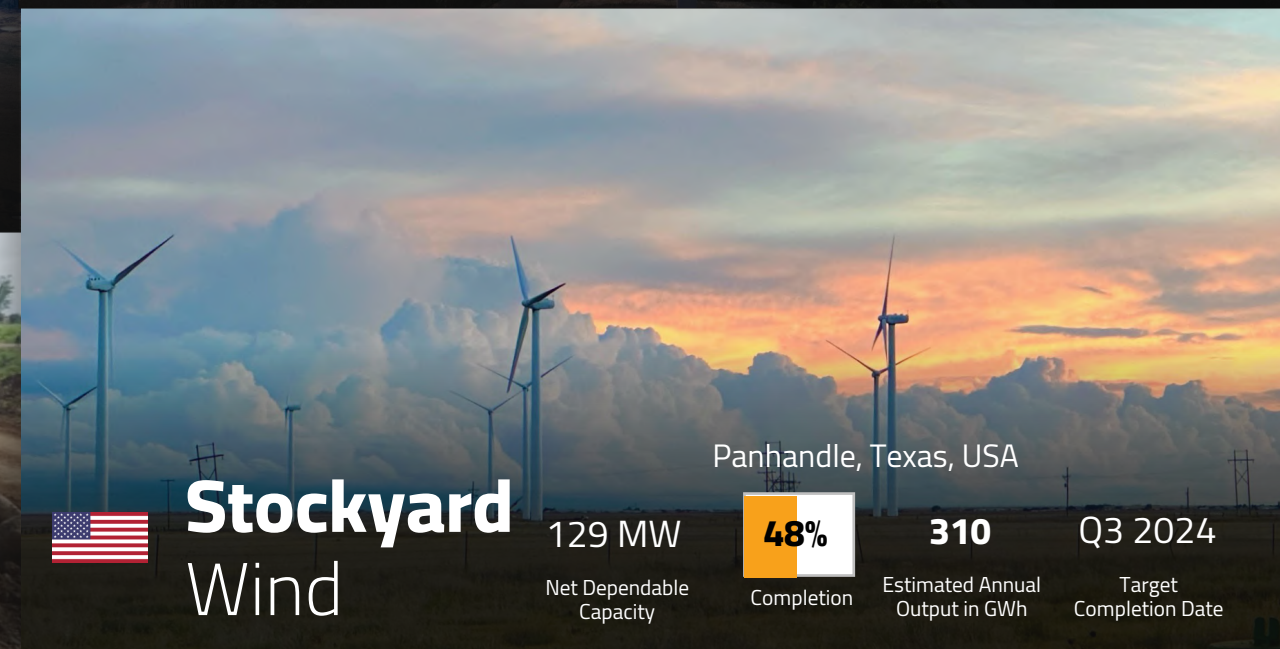 Panhandle, Texas, USA
Stockyard
Wind
129 MW
Net Dependable
Capacity
48%
Completion
310
Estimated Annual
Output in GWh
Q3 2024
Target
Completion Date